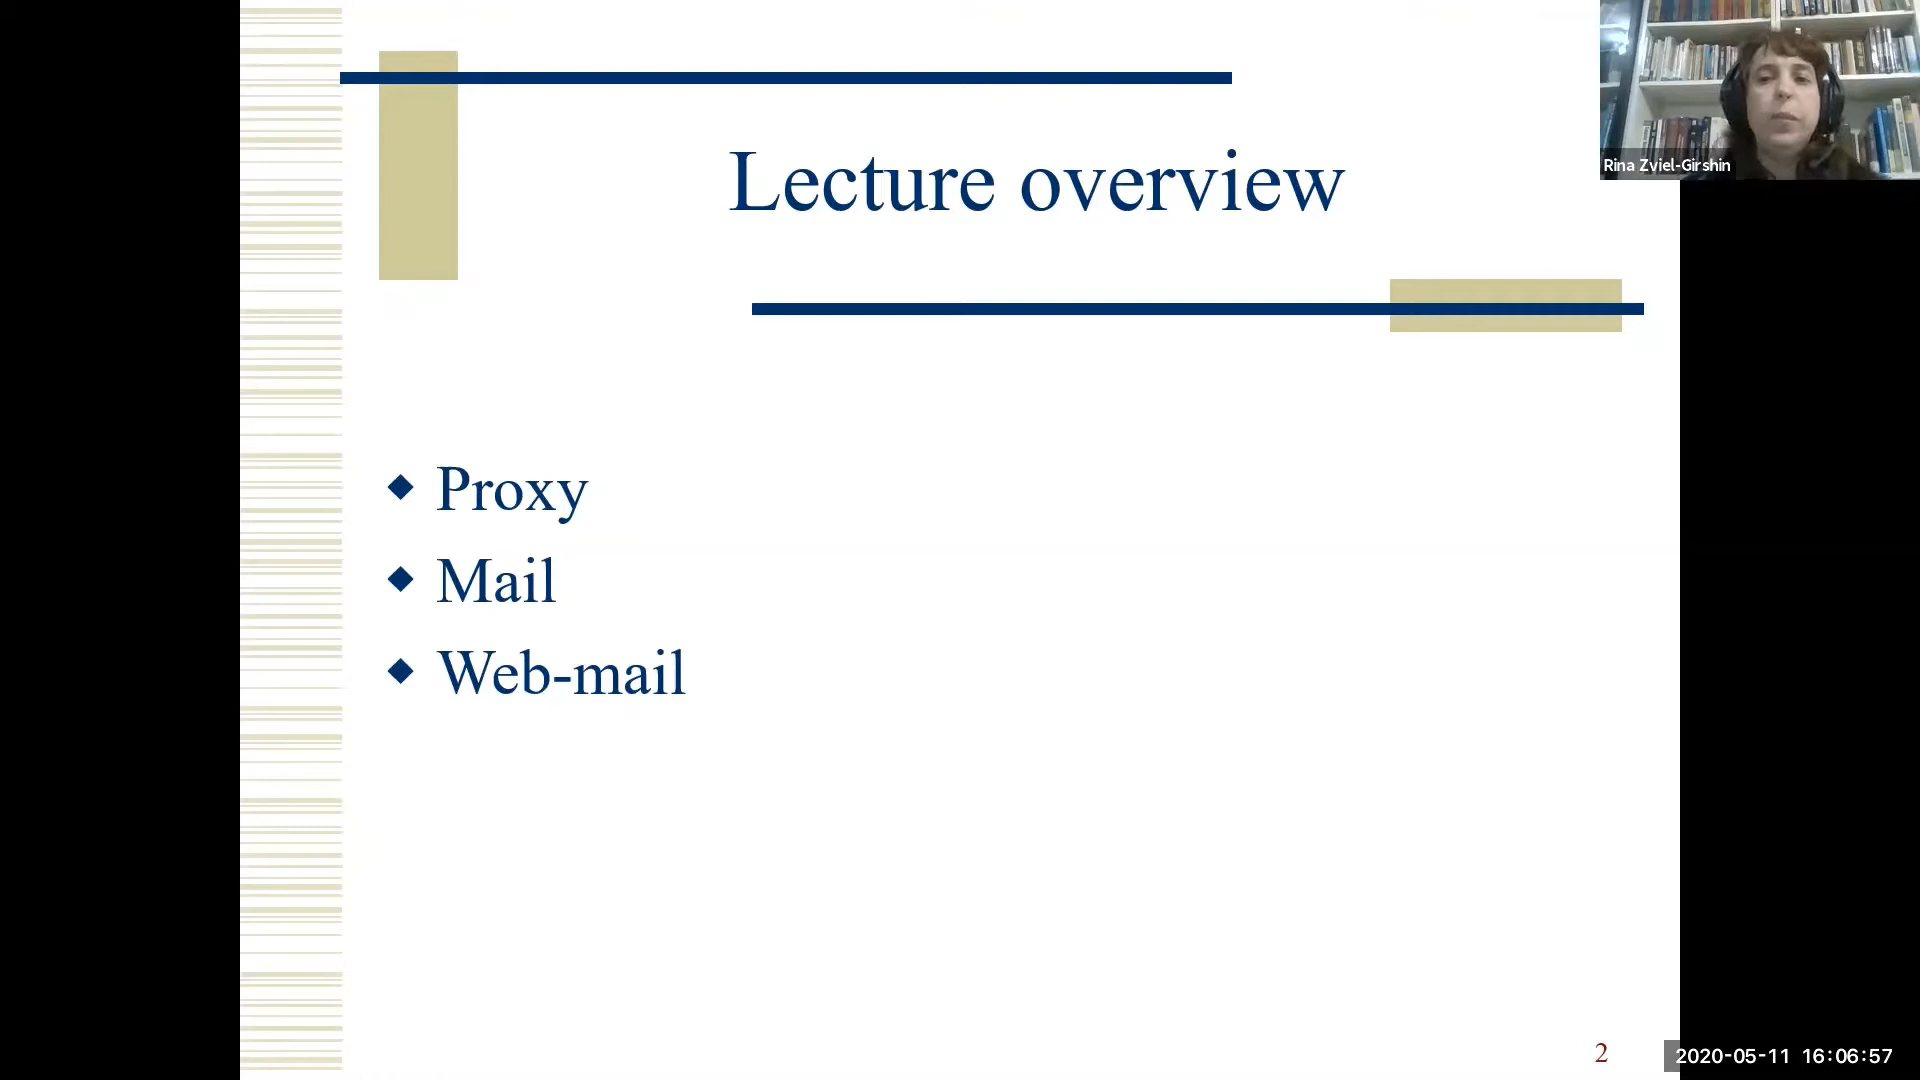 Lecture overview
Rina Zviel-Girshin
◆ Proxy
◆ Mail
◆ Web-mail
2
2020-05-11 16:06:57